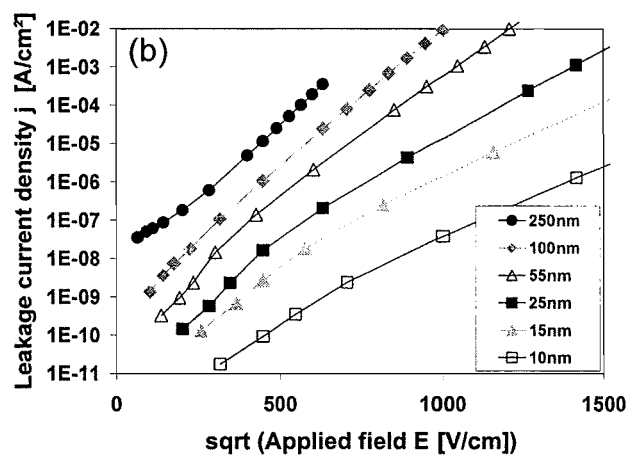 (b)
Leakage current density j [A/cm²]
1E-02
1E-03
1E-04
1E-05
1E-06
1E-07
1E-08
1E-09
1E-10
1E-11
250nm
100nm
55nm
25nm
15nm
10nm
0
500
1000
1500
sqrt (Applied field E [V/cm])